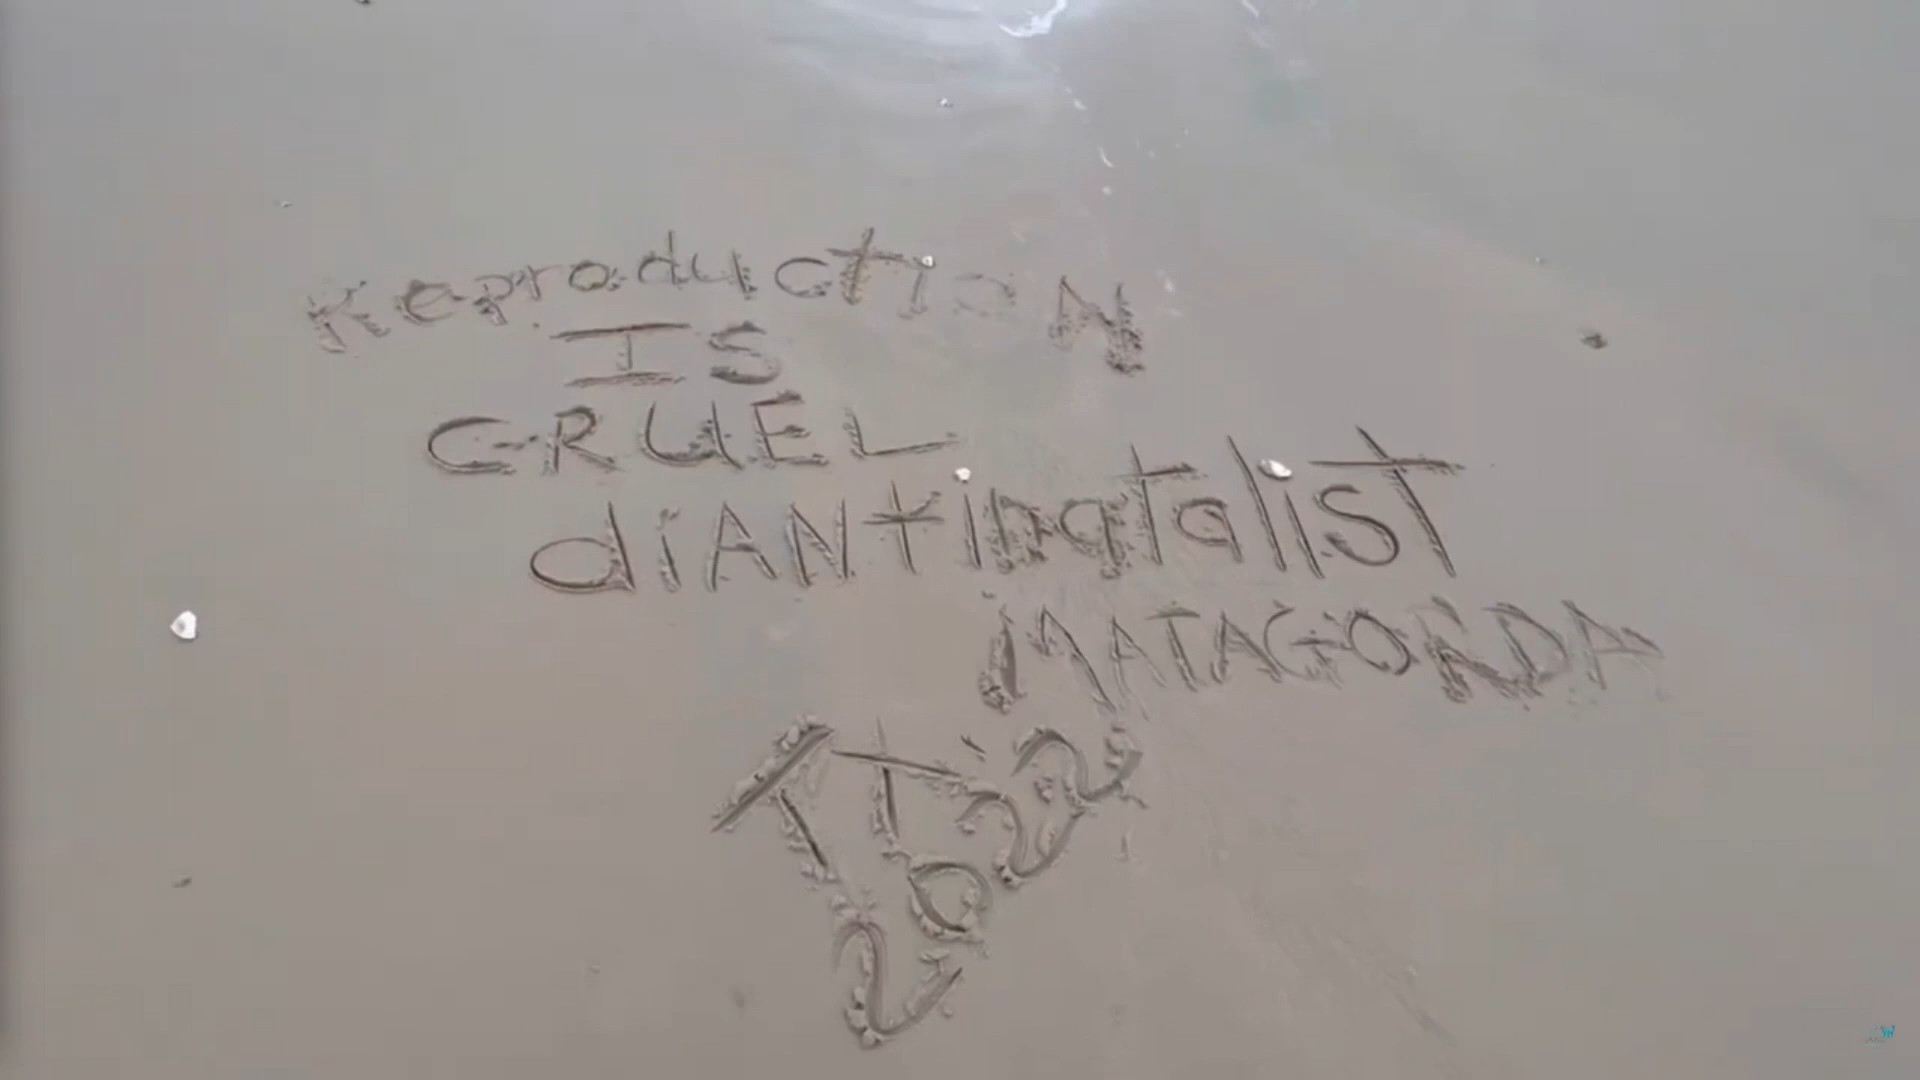 Reproduction
IS
CRUEL
diANtinatalist
MATAGORDA
2022